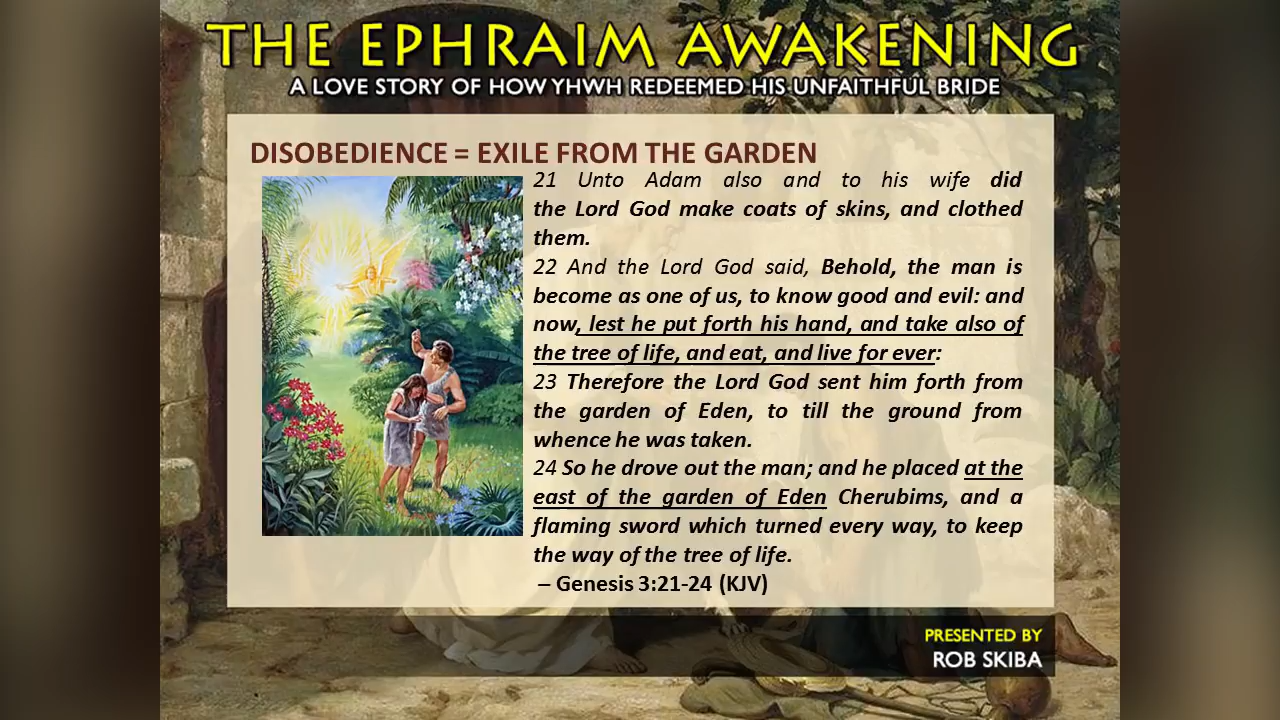 THE EPHRAIM AWAKENING
A LOVE STORY OF HOW YHWH REDEEMED HIS UNFAITHFUL BRIDE
DISOBEDIENCE = EXILE FROM THE GARDEN
21 Unto Adam also and to his wife did
the Lord God make coats of skins, and clothed
them.
22 And the Lord God said, Behold, the man is
become as one of us, to know good and evil: and
now, lest he put forth his hand, and take also of
the tree of life, and eat, and live for ever:
23 Therefore the Lord God sent him forth from
the garden of Eden, to till the ground from
whence he was taken.
24 So he drove out the man; and he placed at the
east of the garden of Eden Cherubims, and a
flaming sword which turned every way, to keep
the way of the tree of life.
– Genesis 3:21-24 (KJV)
PRESENTED BY
ROB SKIBA